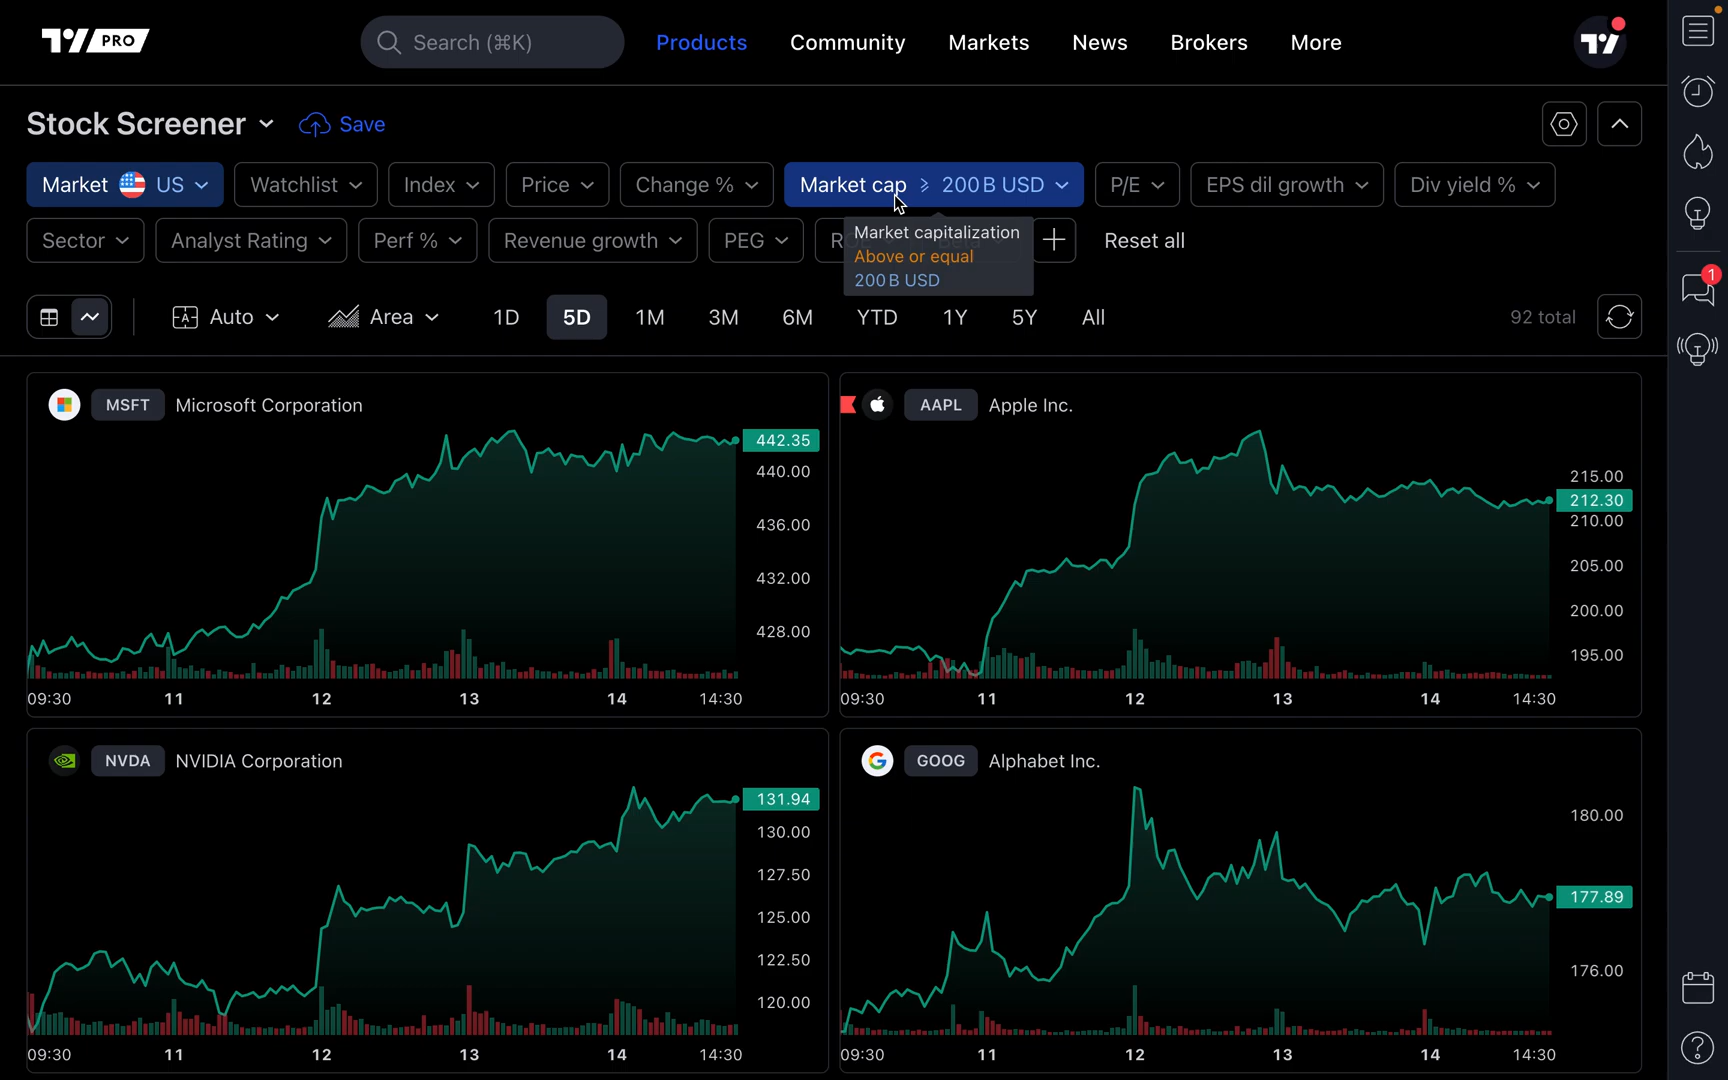 PRO
Search (⌘K)
Products
Community
Markets
News
Brokers
More
Stock Screener
Save
Market US
Watchlist
Index
Price
Change %
Market cap ≥ 200 B USD
P/E
EPS dil growth
Div yield %
Sector
Analyst Rating
Perf %
Revenue growth
PEG
Reset all
Market capitalization
Above or equal
200 B USD
Auto
Area
1D
5D
1M
3M
6M
YTD
1Y
5Y
All
92 total
1
MSFT
Microsoft Corporation
442.35
440.00
436.00
432.00
428.00
09:30
11
12
13
14
14:30
AAPL
Apple Inc.
215.00
212.30
210.00
205.00
200.00
195.00
09:30
11
12
13
14
14:30
NVDA
NVIDIA Corporation
131.94
130.00
127.50
125.00
122.50
120.00
09:30
11
12
13
14
14:30
GOOG
Alphabet Inc.
180.00
177.89
176.00
09:30
11
12
13
14
14:30